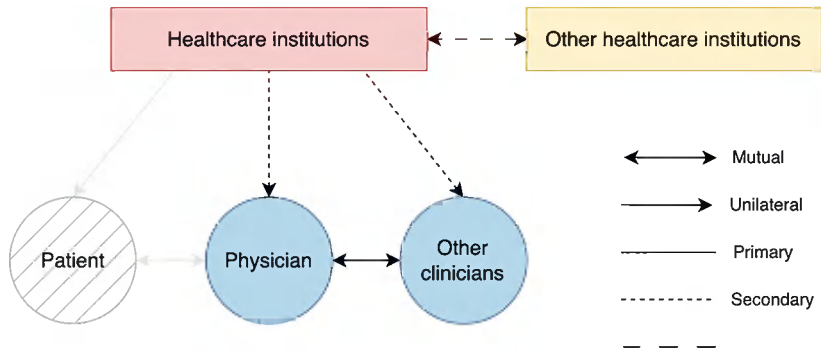 Healthcare institutions
Other healthcare institutions
Mutual
Unilateral
Patient
Physician
Other
clinicians
Primary
Secondary